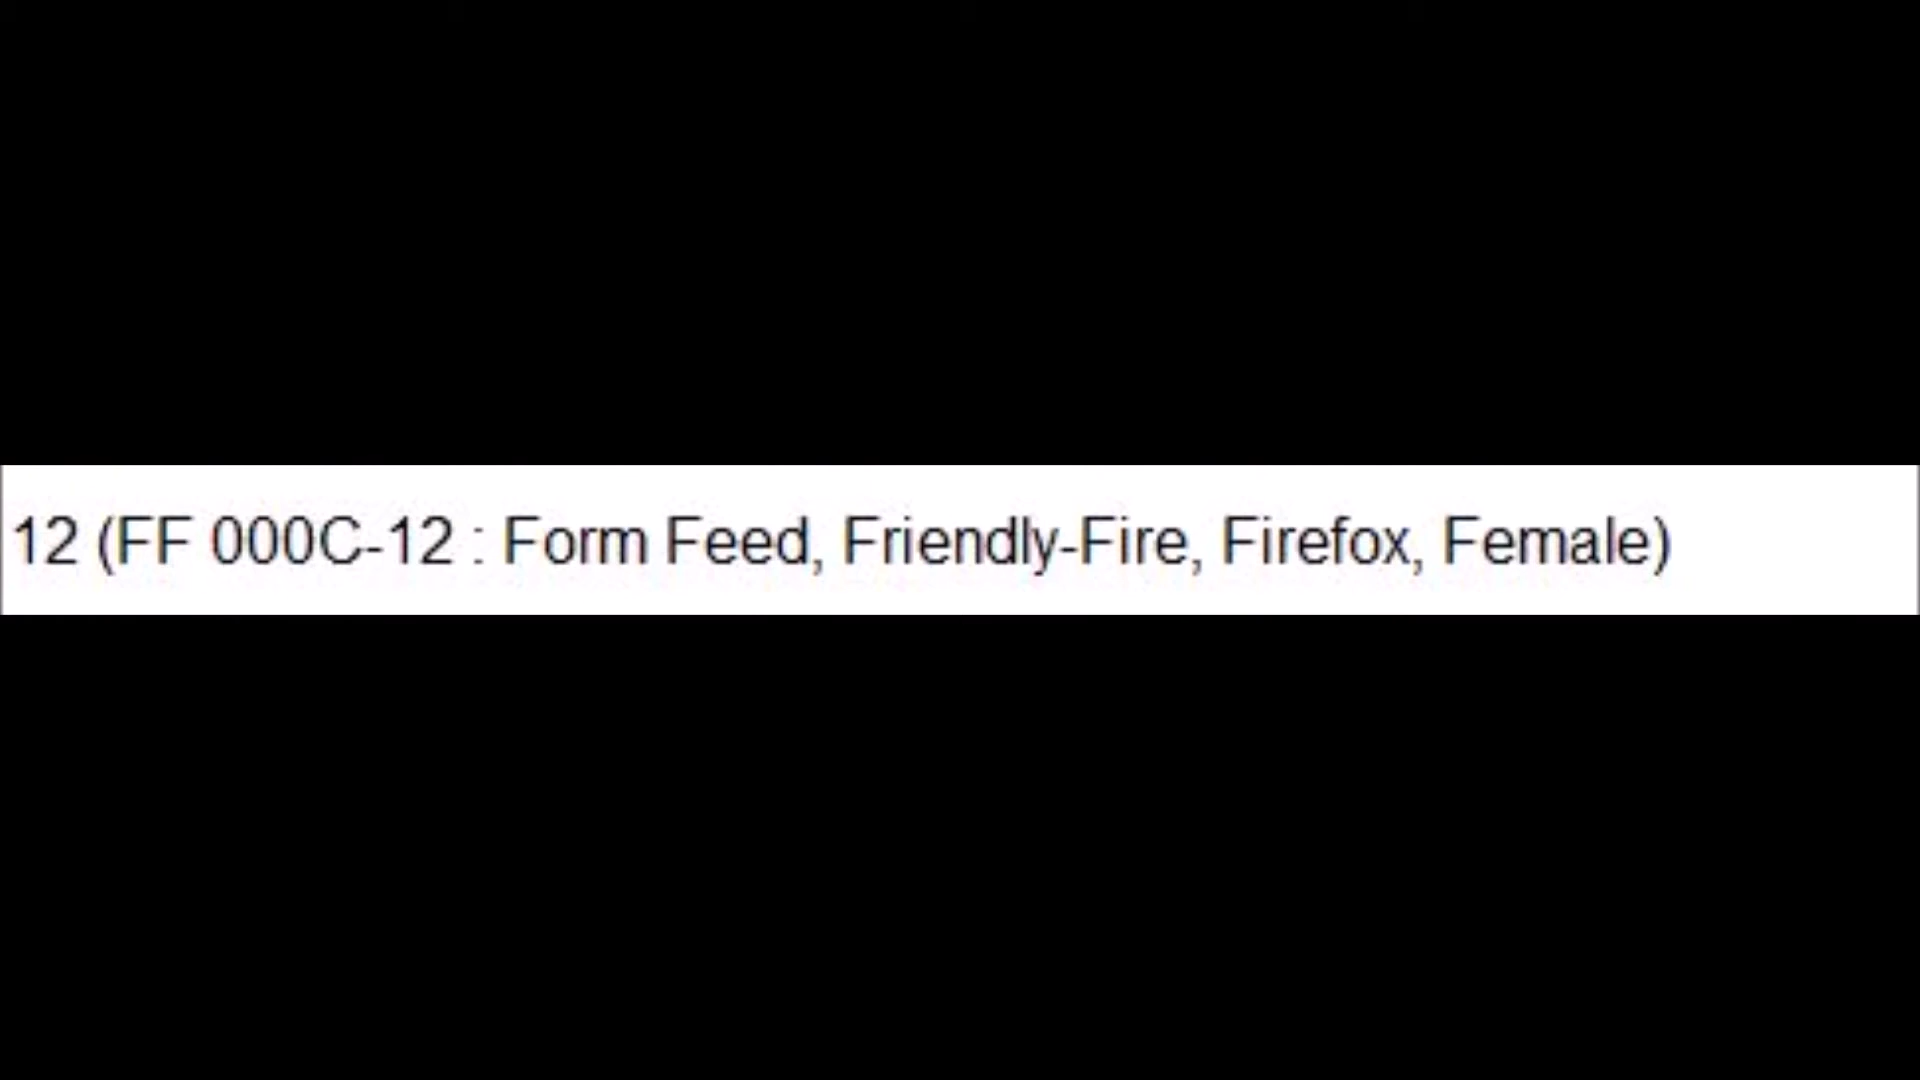 12 (FF 000C-12 : Form Feed, Friendly-Fire, Firefox, Female)